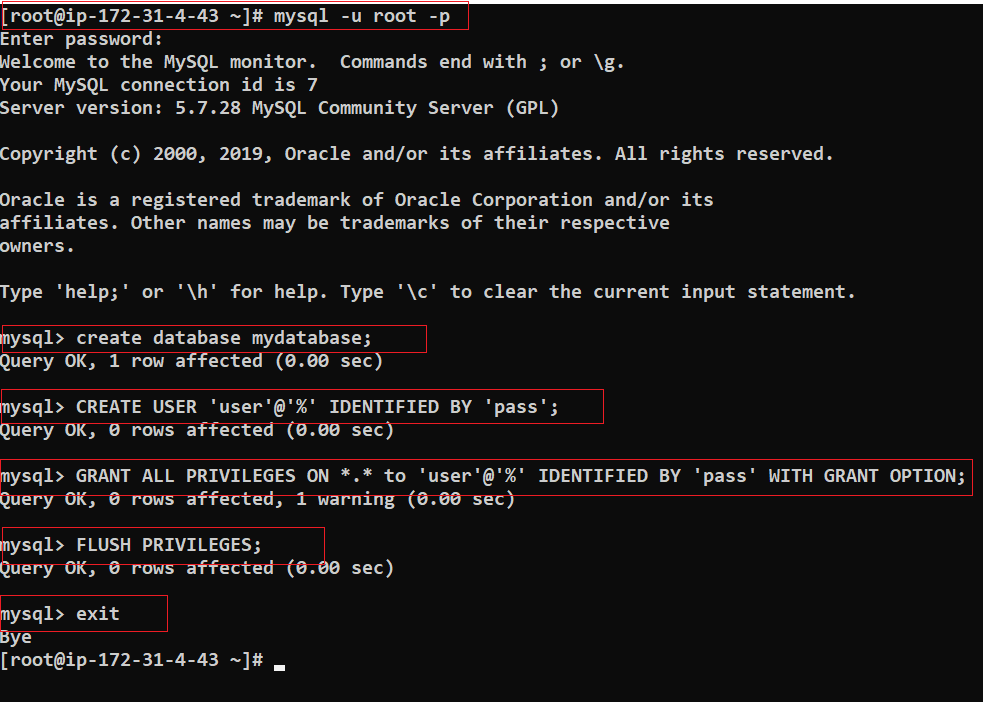 [root@ip-172-31-4-43 ~]# mysql -u root -p
Enter password:
Welcome to the MySQL monitor.  Commands end with ; or \g.
Your MySQL connection id is 7
Server version: 5.7.28 MySQL Community Server (GPL)
Copyright (c) 2000, 2019, Oracle and/or its affiliates. All rights reserved.
Oracle is a registered trademark of Oracle Corporation and/or its
affiliates. Other names may be trademarks of their respective
owners.
Type 'help;' or '\h' for help. Type '\c' to clear the current input statement.
mysql> create database mydatabase;
Query OK, 1 row affected (0.00 sec)
mysql> CREATE USER 'user'@'%' IDENTIFIED BY 'pass';
Query OK, 0 rows affected (0.00 sec)
mysql> GRANT ALL PRIVILEGES ON *.* to 'user'@'%' IDENTIFIED BY 'pass' WITH GRANT OPTION;
Query OK, 0 rows affected, 1 warning (0.00 sec)
mysql> FLUSH PRIVILEGES;
Query OK, 0 rows affected (0.00 sec)
mysql> exit
Bye
[root@ip-172-31-4-43 ~]#